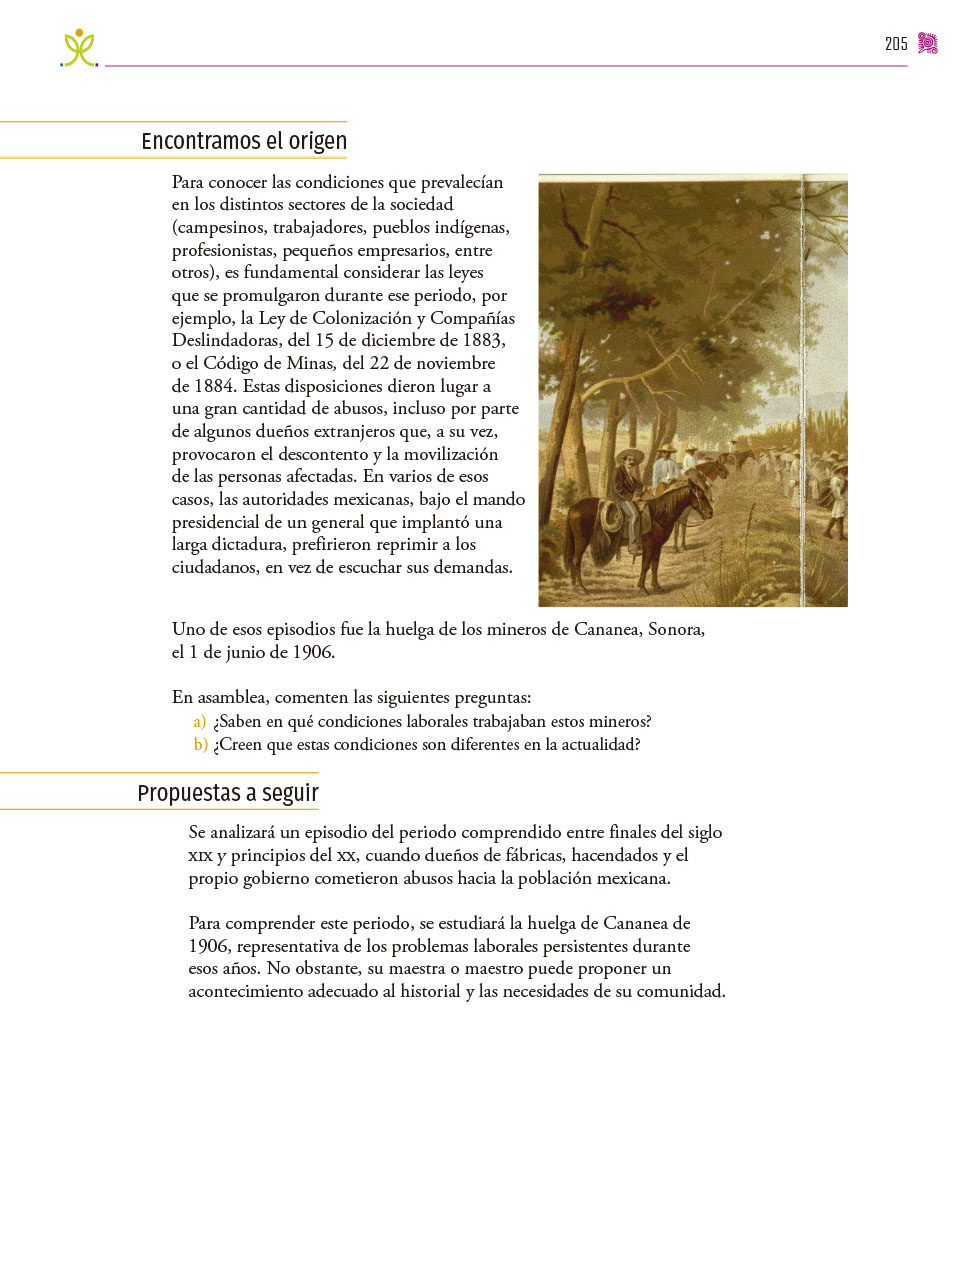 205
Encontramos el origen
Para conocer las condiciones que prevalecían
en los distintos sectores de la sociedad
(campesinos, trabajadores, pueblos indígenas,
profesionistas, pequeños empresarios, entre
otros), es fundamental considerar las leyes
que se promulgaron durante ese periodo, por
ejemplo, la Ley de Colonización y Compañías
Deslindadoras, del 15 de diciembre de 1883,
o el Código de Minas, del 22 de noviembre
de 1884. Estas disposiciones dieron lugar a
una gran cantidad de abusos, incluso por parte
de algunos dueños extranjeros que, a su vez,
provocaron el descontento y la movilización
de las personas afectadas. En varios de esos
casos, las autoridades mexicanas, bajo el mando
presidencial de un general que implantó una
larga dictadura, prefirieron reprimir a los
ciudadanos, en vez de escuchar sus demandas.
Uno de esos episodios fue la huelga de los mineros de Cananea, Sonora,
el 1 de junio de 1906.
En asamblea, comenten las siguientes preguntas:
a) ¿Saben en qué condiciones laborales trabajaban estos mineros?
b) ¿Creen que estas condiciones son diferentes en la actualidad?
Propuestas a seguir
Se analizará un episodio del periodo comprendido entre finales del siglo
XIX y principios del XX, cuando dueños de fábricas, hacendados y el
propio gobierno cometieron abusos hacia la población mexicana.
Para comprender este periodo, se estudiará la huelga de Cananea de
1906, representativa de los problemas laborales persistentes durante
esos años. No obstante, su maestra o maestro puede proponer un
acontecimiento adecuado al historial y las necesidades de su comunidad.